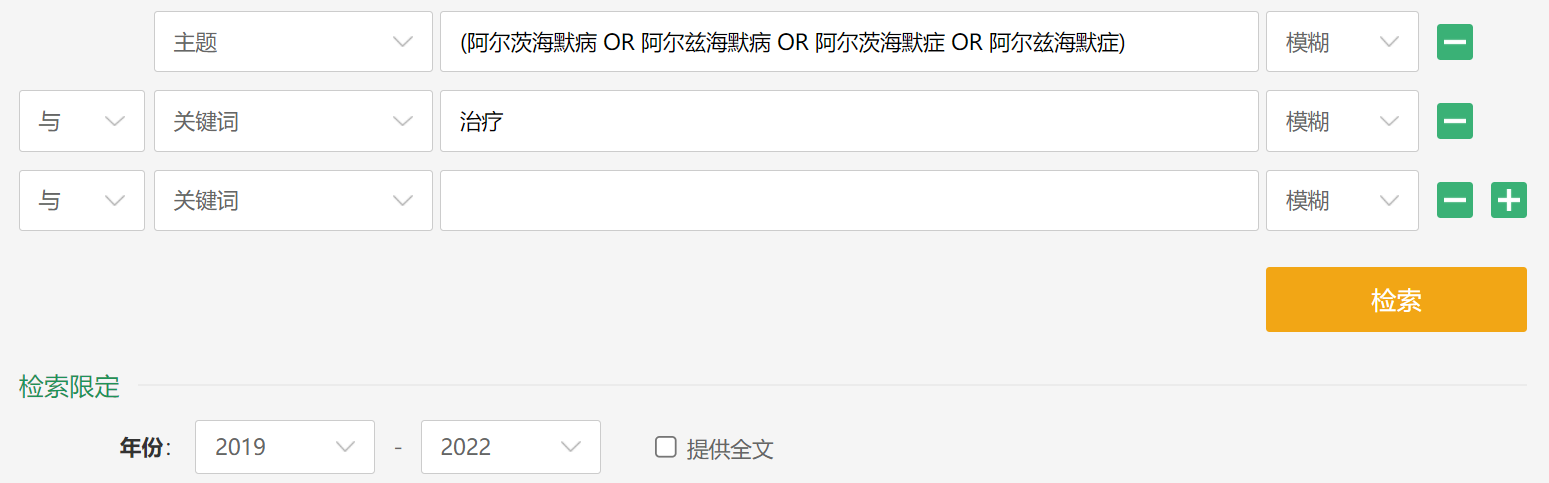 主题 (阿尔茨海默病 OR 阿尔兹海默病 OR 阿尔茨海默症 OR 阿尔兹海默症) 模糊
与 关键词 治疗 模糊
与 关键词 模糊
检索
检索限定
年份: 2019 - 2022 提供全文